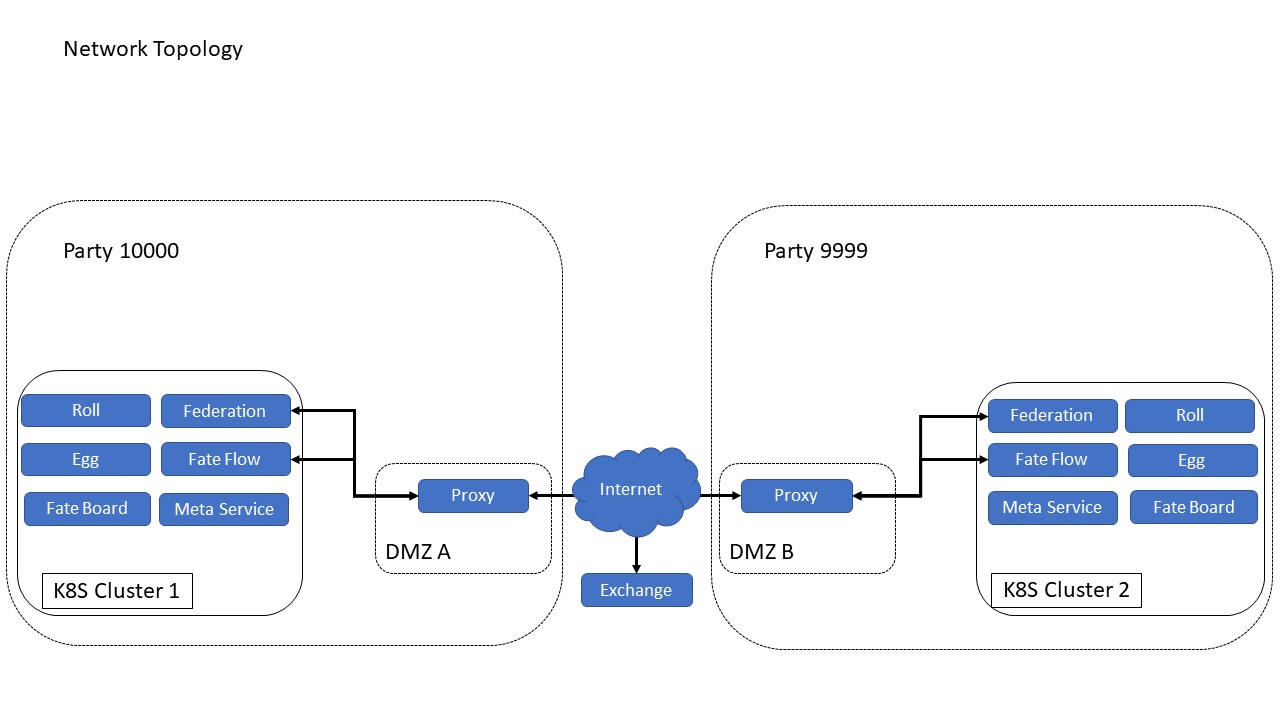 Network Topology
Party 10000
Party 9999
Roll
Federation
Egg
Fate Flow
Fate Board
Meta Service
K8S Cluster 1
Proxy
DMZ A
Internet
Exchange
Proxy
DMZ B
Federation
Roll
Fate Flow
Egg
Meta Service
Fate Board
K8S Cluster 2